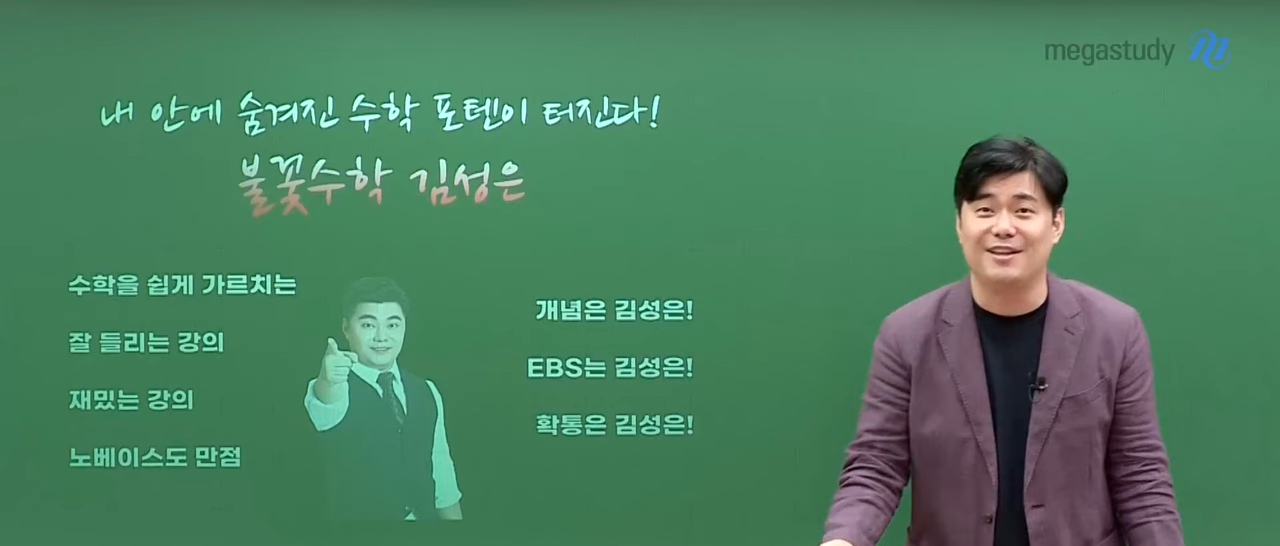 megastudy
내 안에 숨겨진 수학 포텐이 터진다!
불꽃수학 김성은
수학을 쉽게 가르치는
잘 들리는 강의
재밌는 강의
노베이스도 만점
개념은 김성은!
EBS는 김성은!
확통은 김성은!